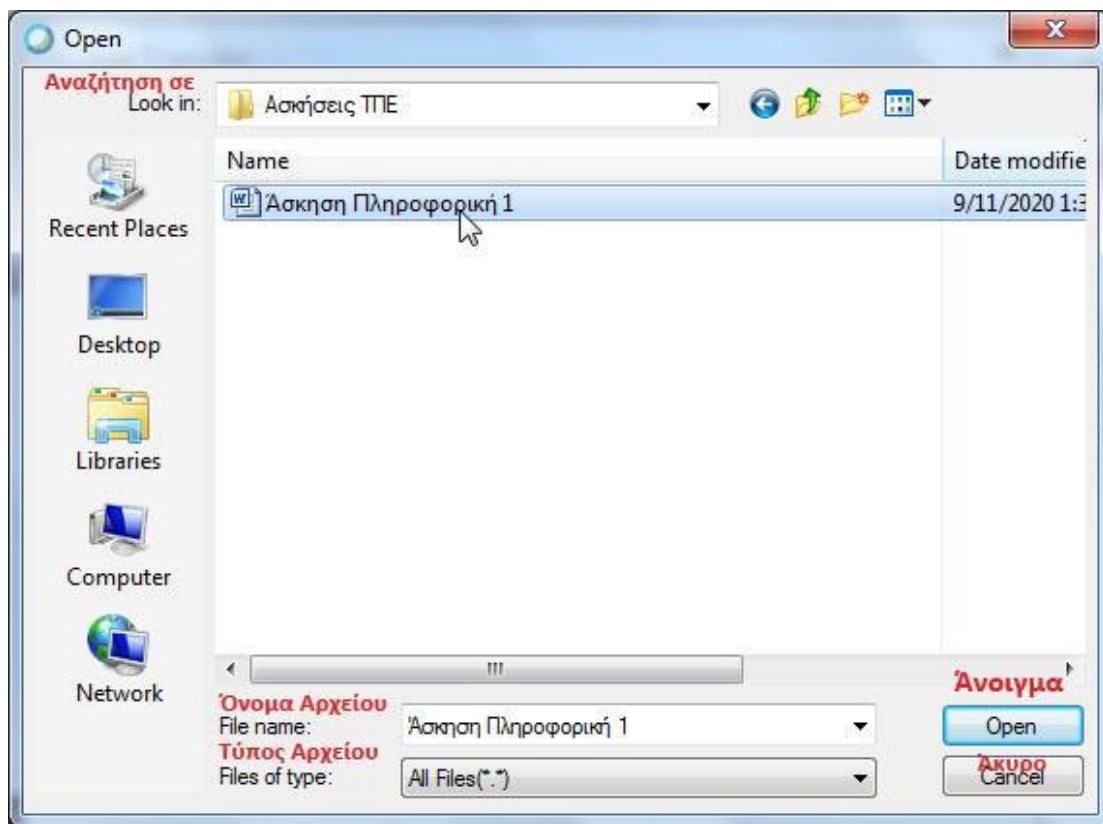 Open
Αναζήτηση σε
Look in:
Ασκήσεις ΤΠΕ
Name
Date modifie
Άσκηση Πληροφορική 1
9/11/2020 1:3
Recent Places
Desktop
Libraries
Computer
Network
Όνομα Αρχείου
File name:
Άσκηση Πληροφορική 1
Άνοιγμα
Open
Τύπος Αρχείου
Files of type:
All Files(*.*)
Άκυρο
Cancel